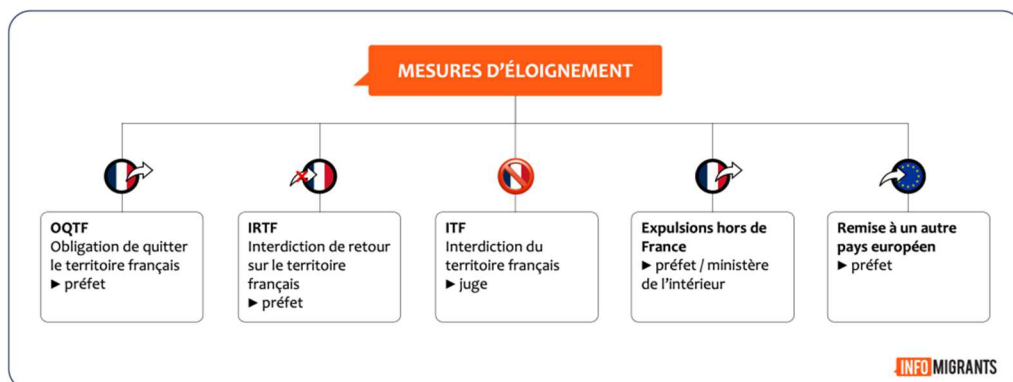 MESURES D'ÉLOIGNEMENT
OQTF
Obligation de quitter
le territoire français
► préfet
IRTF
Interdiction de retour
sur le territoire
français
► préfet
ITF
Interdiction du
territoire français
► juge
Expulsions hors de
France
► préfet / ministère
de l'intérieur
Remise à un autre
pays européen
► préfet
INFO MIGRANTS